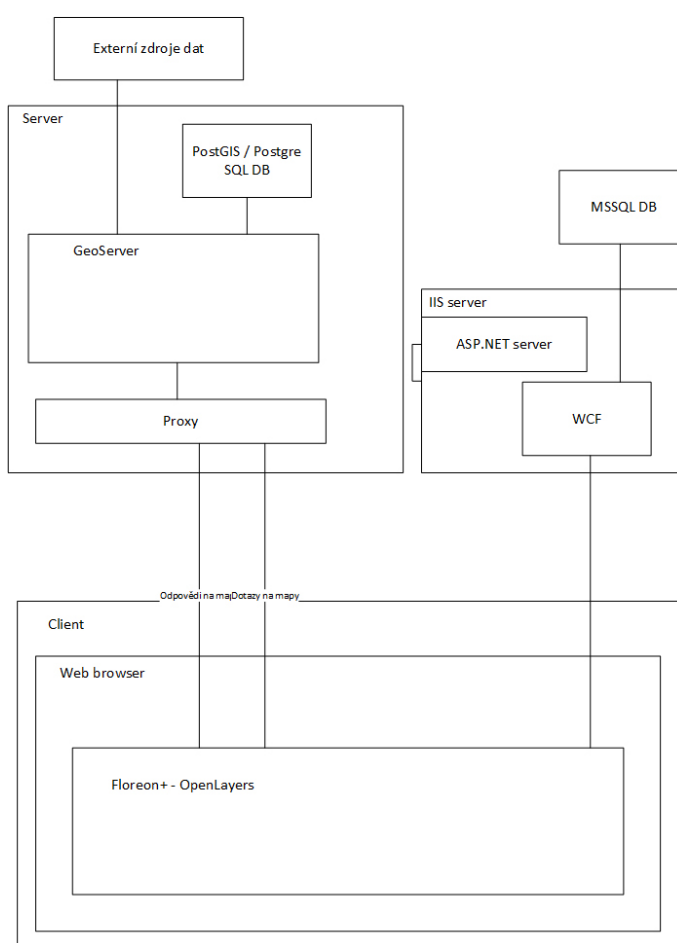 Externí zdroje dat
Server
PostGIS / Postgre
SQL DB
MSSQL DB
GeoServer
IIS server
ASP.NET server
Proxy
WCF
Odpovědi na
Dotazy na mapy
Client
Web browser
Floreon+ - OpenLayers